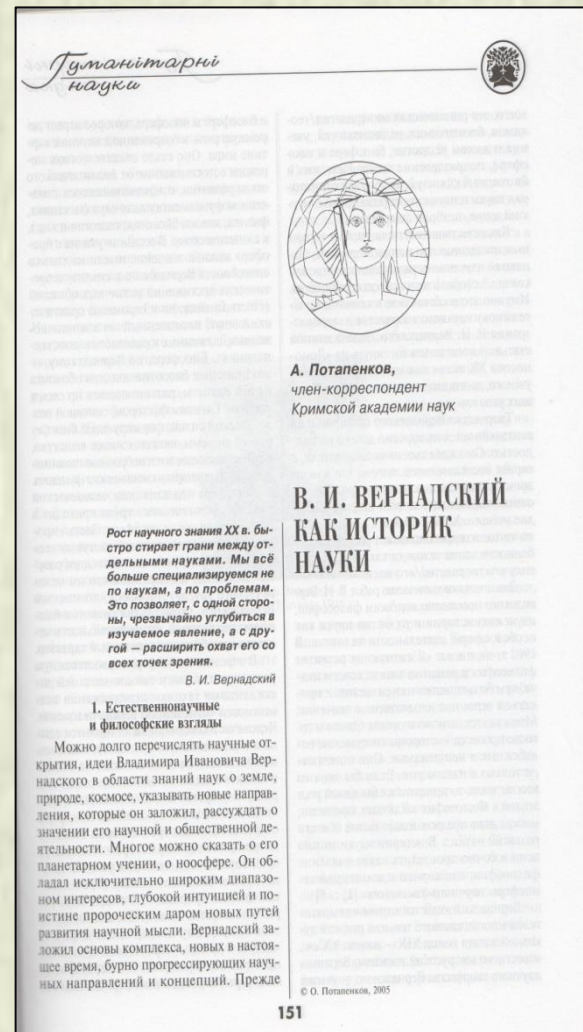 Гуманітарні
науки
А. Потапенков,
член-корреспондент
Кримской академии наук
В. И. ВЕРНАДСКИЙ
КАК ИСТОРИК
НАУКИ
Рост научного знания XX в. бы-
стро стирает грани между от-
дельными науками. Мы всё
больше специализируемся не
по наукам, а по проблемам.
Это позволяет, с одной сторо-
ны, чрезвычайно углубиться в
изучаемое явление, а с дру-
гой — расширить охват его со
всех точек зрения.
В. И. Вернадский
1. Естественнонаучные
и философские взгляды
Можно долго перечислять научные от-
крытия, идеи Владимира Ивановича Вер-
надского в области знаний наук о земле,
природе, космосе, указывать новые направ-
ления, которые он заложил, рассуждать о
значении его научной и общественной де-
ятельности. Многое можно сказать о его
планетарном учении, о ноосфере. Он об-
ладал исключительно широким диапазо-
ном интересов, глубокой интуицией и по-
истине пророческим даром новых путей
развития научной мысли. Вернадский за-
ложил основы комплекса, новых в настоя-
щее время, бурно прогрессирующих науч-
ных направлений и концепций. Прежде
© О. Потапенков, 2005
151